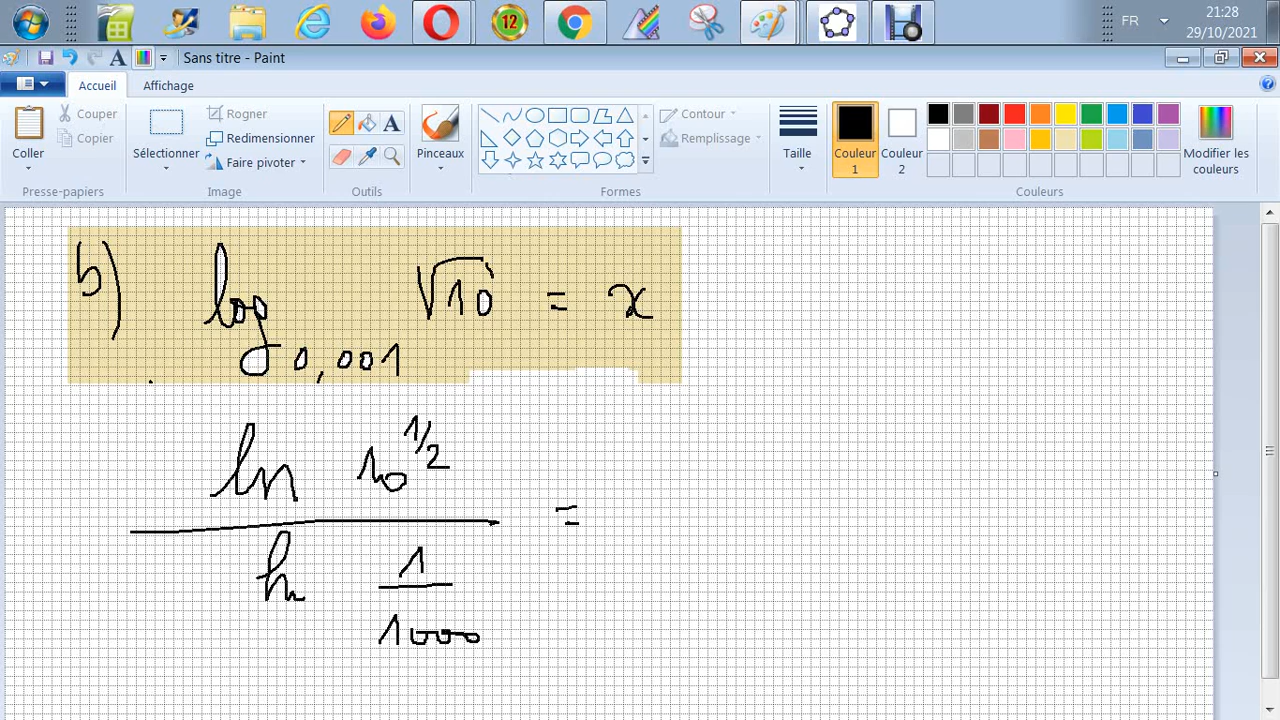 12
FR
21:28
29/10/2021
Sans titre - Paint
Accueil
Affichage
Coller
Couper
Copier
Presse-papiers
Sélectionner
Rogner
Redimensionner
Faire pivoter
Image
A
Outils
Pinceaux
Contour
Remplissage
Formes
Taille
Couleur 1
Couleur 2
Modifier les couleurs
Couleurs
b) log_{0,001} √10 = x
ln 10^{1/2}
=
ln 1
1000